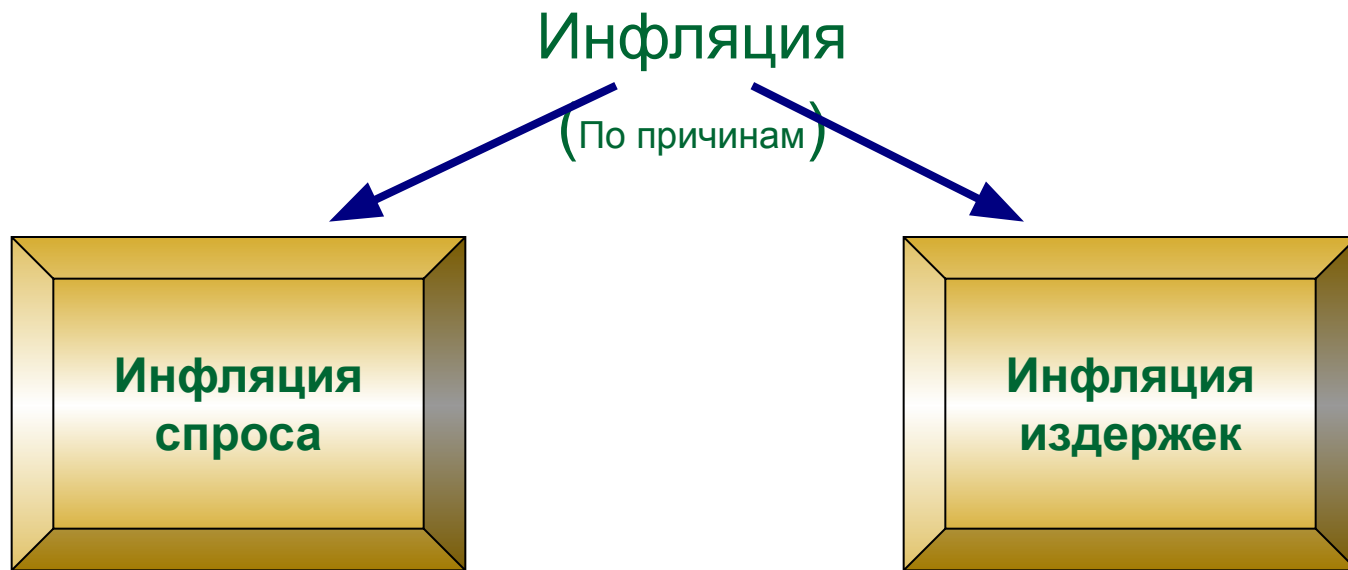 Инфляция
(По причинам)
Инфляция
спроса
Инфляция
издержек